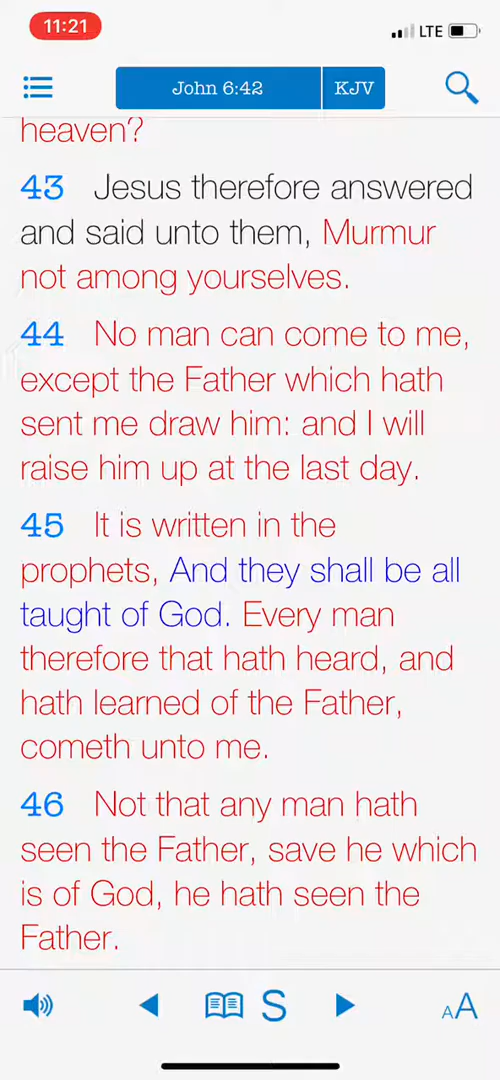 11:21
LTE
John 6:42 KJV
heaven?
43 Jesus therefore answered
and said unto them, Murmur
not among yourselves.
44 No man can come to me,
except the Father which hath
sent me draw him: and I will
raise him up at the last day.
45 It is written in the
prophets, And they shall be all
taught of God. Every man
therefore that hath heard, and
hath learned of the Father,
cometh unto me.
46 Not that any man hath
seen the Father, save he which
is of God, he hath seen the
Father.
S
AA